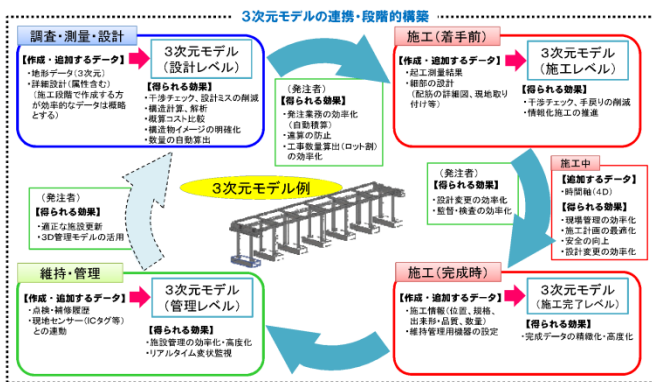 3次元モデルの連携・段階的構築
調査・測量・設計
【作成・追加するデータ】
・地形データ(3次元)
・詳細設計(属性含む)
(施工段階で作成する方
が効率的なデータは概略
とする)
3次元モデル
(設計レベル)
【得られる効果】
・干渉チェック、設計ミスの削減
・構造計算、解析
・概算コスト比較
・構造物イメージの明確化
・数量の自動算出
(発注者)
【得られる効果】
・発注業務の効率化
(自動積算)
・違算の防止
・工事数量算出(ロット割)
の効率化
施工(着手前)
【作成・追加するデータ】
・起工測量結果
・細部の設計
(配筋の詳細図、現地取
り付け等)
3次元モデル
(施工レベル)
【得られる効果】
・干渉チェック、手戻りの削減
・情報化施工の推進
施工中
【追加するデータ】
・時間軸(4D)
【得られる効果】
・現場管理の効率化
・施工計画の最適化
・安全の向上
・設計変更の効率化
(発注者)
【得られる効果】
・設計変更の効率化
・監督・検査の効率化
3次元モデル例
(発注者)
【得られる効果】
・適正な施設更新
・3D管理モデルの活用
維持・管理
【作成・追加するデータ】
・点検・補修履歴
・現地センサー(ICタグ等)
との連動
3次元モデル
(管理レベル)
【得られる効果】
・施設管理の効率化・高度化
・リアルタイム変状監視
施工(完成時)
【作成・追加するデータ】
・施工情報(位置、規格、
出来形・品質、数量)
・維持管理用機器の設定
3次元モデル
(施工完了レベル)
【得られる効果】
・完成データの精緻化・高度化